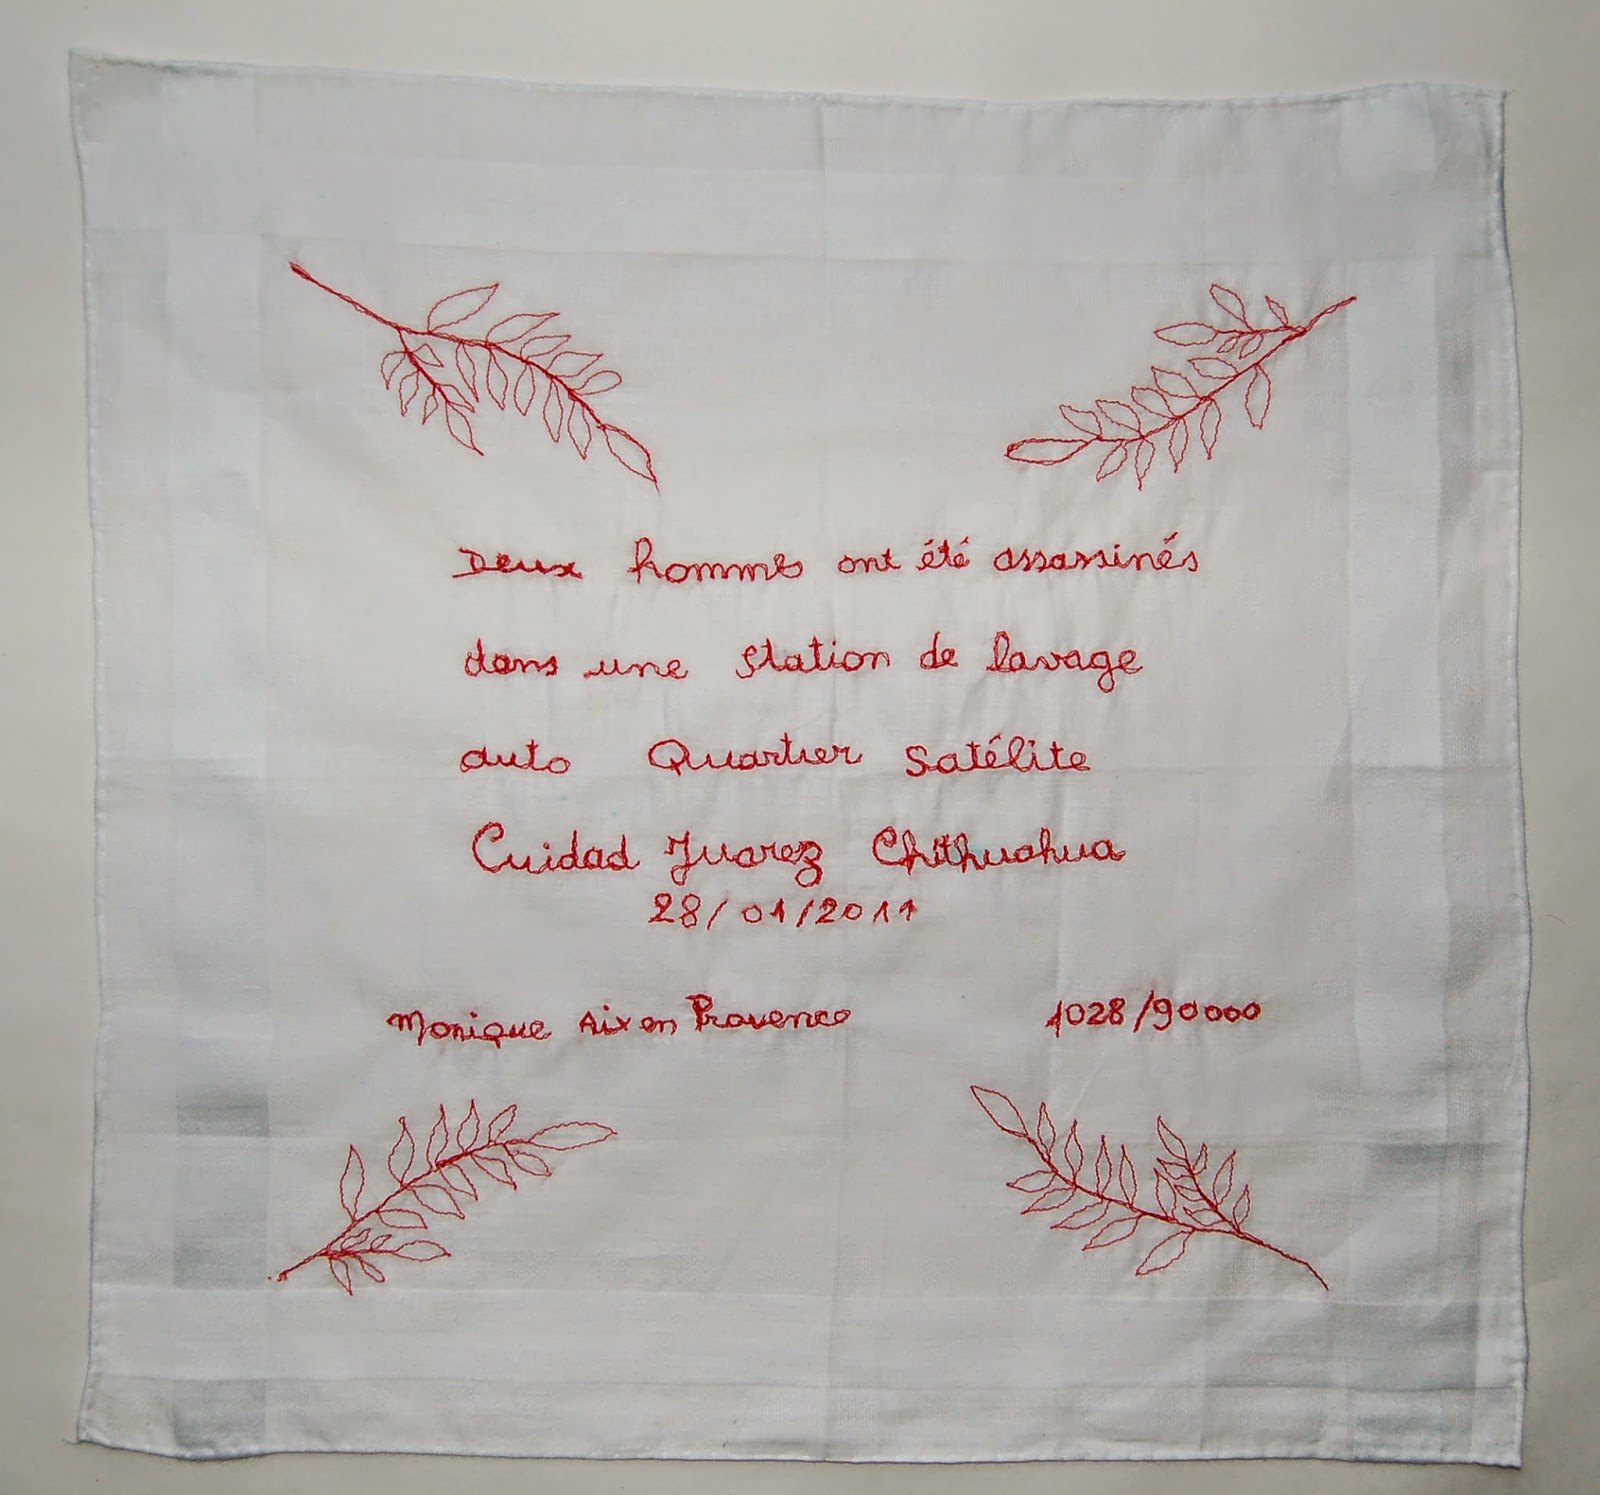 Deux hommes ont été assassinés
dans une station de lavage
auto Quartier Satélite
Cuidad Juarez Chithuahua
28/01/2011
Monique Aix en Provence 1028/90000